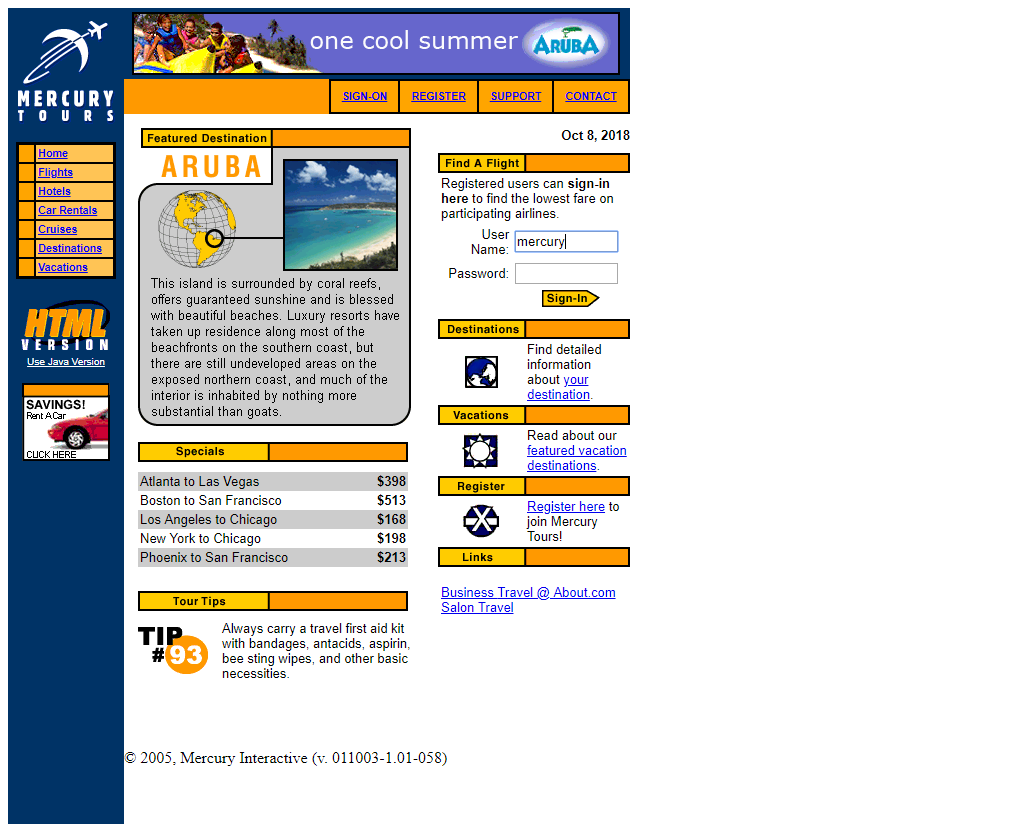 MERCURY
TOURS
one cool summer
ARUBA
SIGN-ON
REGISTER
SUPPORT
CONTACT
Home
Flights
Hotels
Car Rentals
Cruises
Destinations
Vacations
HTML
VERSION
Use Java Version
SAVINGS!
Rent A Car
CLICK HERE
Featured Destination
ARUBA
This island is surrounded by coral reefs,
offers guaranteed sunshine and is blessed
with beautiful beaches. Luxury resorts have
taken up residence along most of the
beachfronts on the southern coast, but
there are still undeveloped areas on the
exposed northern coast, and much of the
interior is inhabited by nothing more
substantial than goats.
Specials
Atlanta to Las Vegas $398
Boston to San Francisco $513
Los Angeles to Chicago $168
New York to Chicago $198
Phoenix to San Francisco $213
Tour Tips
TIP
#93
Always carry a travel first aid kit
with bandages, antacids, aspirin,
bee sting wipes, and other basic
necessities.
Oct 8, 2018
Find A Flight
Registered users can sign-in
here to find the lowest fare on
participating airlines.
User
Name: mercury
Password:
Sign-In
Destinations
Find detailed
information
about your
destination.
Vacations
Read about our
featured vacation
destinations.
Register
Register here to
join Mercury
Tours!
Links
Business Travel @ About.com
Salon Travel
© 2005, Mercury Interactive (v. 011003-1.01-058)